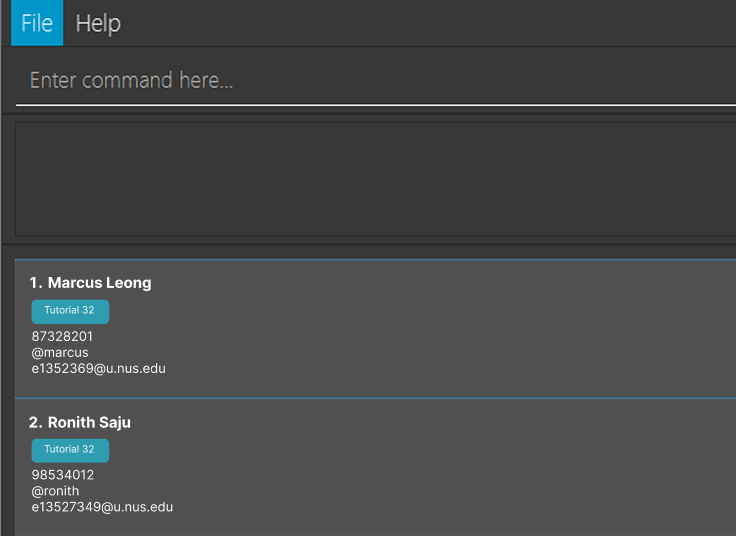 File Help
Enter command here...
1. Marcus Leong
Tutorial 32
87328201
@marcus
e1352369@u.nus.edu
2. Ronith Saju
Tutorial 32
98534012
@ronith
e13527349@u.nus.edu